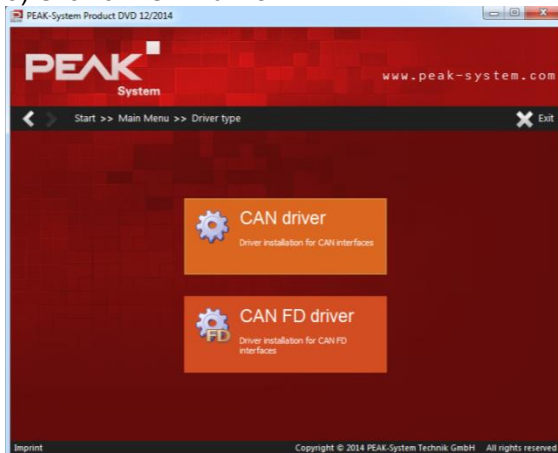 PEAK-System Product DVD 12/2014
PEAK
System
www.peak-system.com
Start >> Main Menu >> Driver type
Exit
CAN driver
Driver installation for CAN interfaces
FD
CAN FD driver
Driver installation for CAN FD
interfaces
Imprint
Copyright © 2014 PEAK-System Technik GmbH All rights reserved